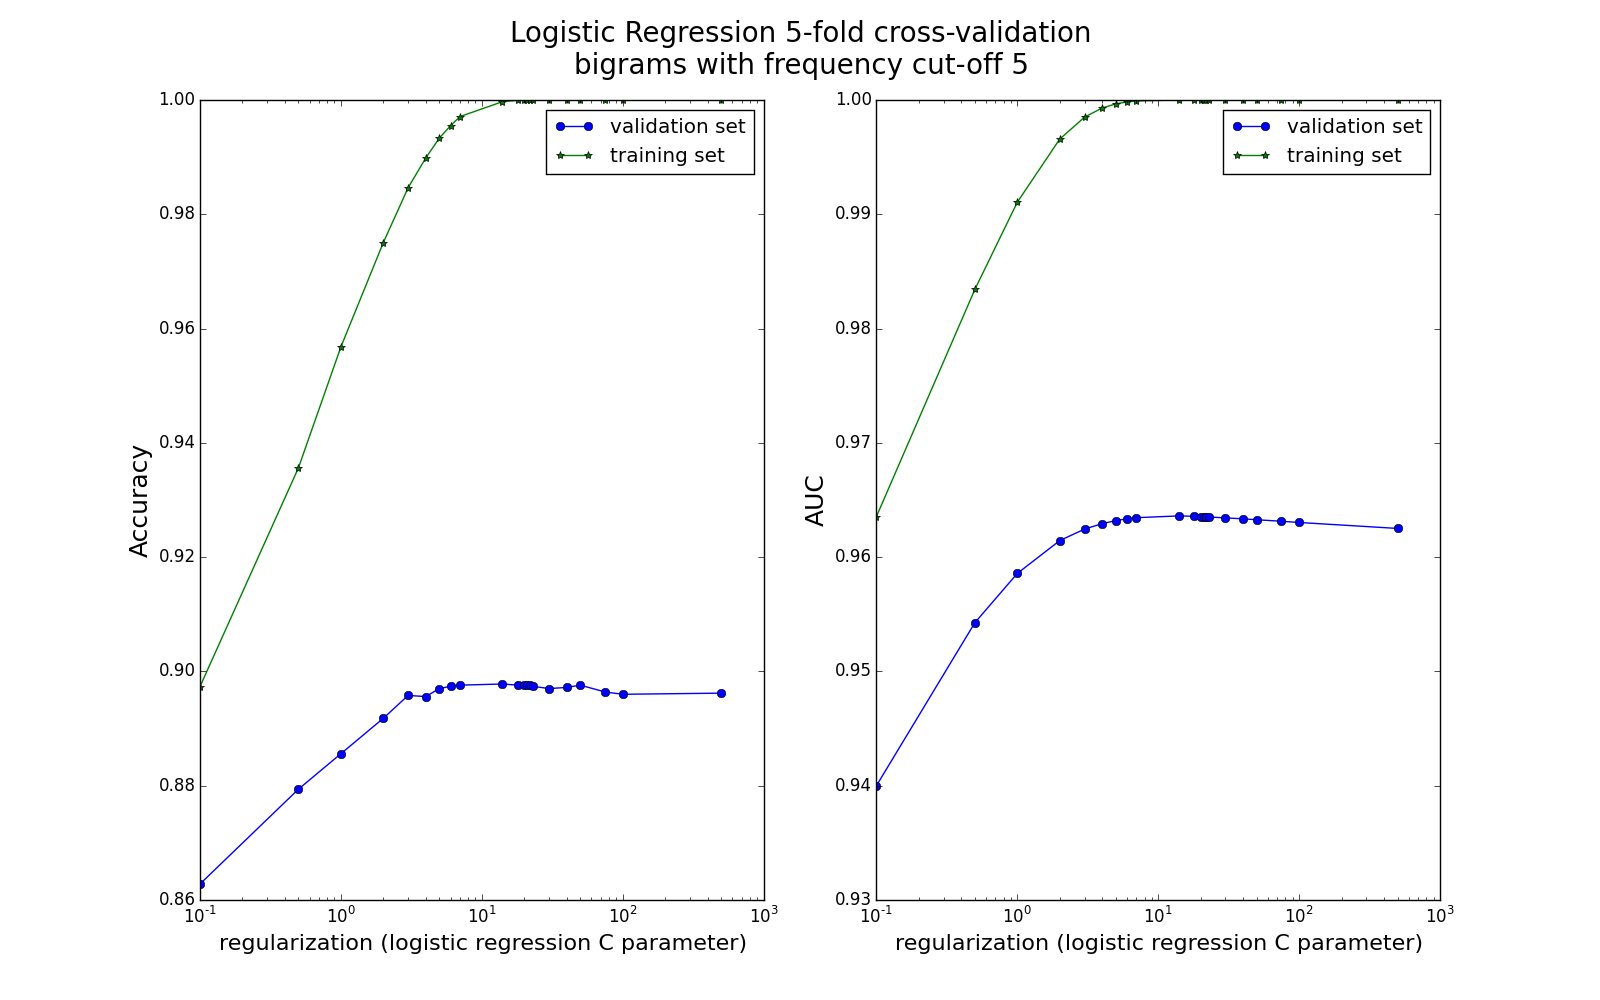 Logistic Regression 5-fold cross-validation
bigrams with frequency cut-off 5
1.00
0.98
0.96
0.94
0.92
0.90
0.88
0.86
Accuracy
validation set
training set
10⁻¹ 10⁰ 10¹ 10² 10³
regularization (logistic regression C parameter)
1.00
0.99
0.98
0.97
0.96
0.95
0.94
0.93
AUC
validation set
training set
10⁻¹ 10⁰ 10¹ 10² 10³
regularization (logistic regression C parameter)